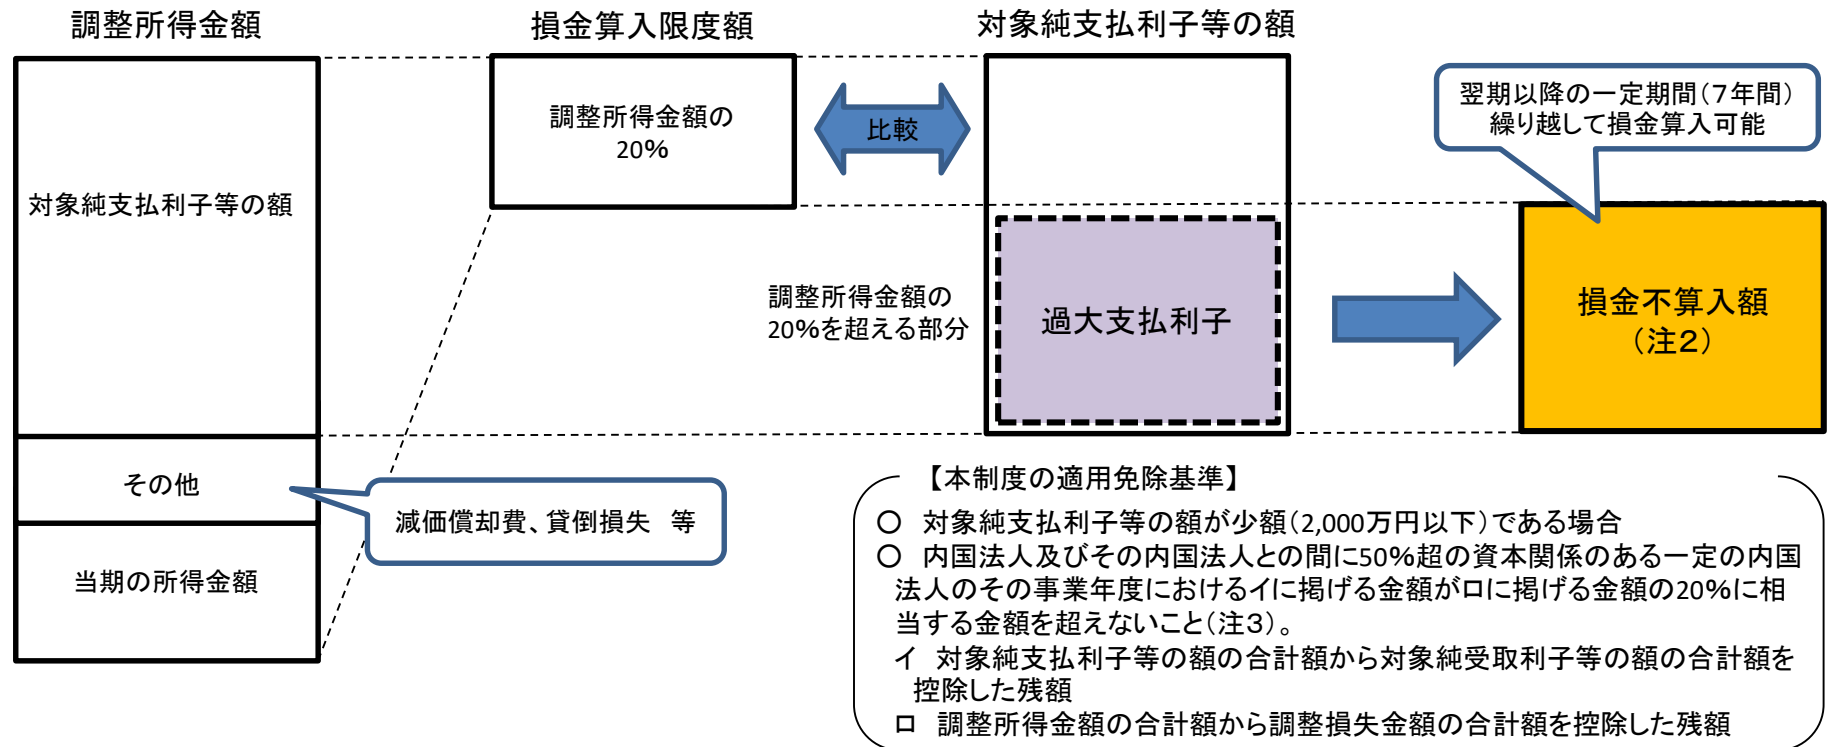 調整所得金額
損金算入限度額
対象純支払利子等の額
対象純支払利子等の額
その他
当期の所得金額
減価償却費、貸倒損失　等
調整所得金額の
20%
比較
調整所得金額の
20%を超える部分
過大支払利子
翌期以降の一定期間（７年間）
繰り越して損金算入可能
損金不算入額
（注２）
【本制度の適用免除基準】
○　対象純支払利子等の額が少額（2,000万円以下）である場合
○　内国法人及びその内国法人との間に50%超の資本関係のある一定の内国
法人のその事業年度におけるイに掲げる金額がロに掲げる金額の20%に相
当する金額を超えないこと（注３）。
イ　対象純支払利子等の額の合計額から対象純受取利子等の額の合計額を
控除した残額
ロ　調整所得金額の合計額から調整損失金額の合計額を控除した残額